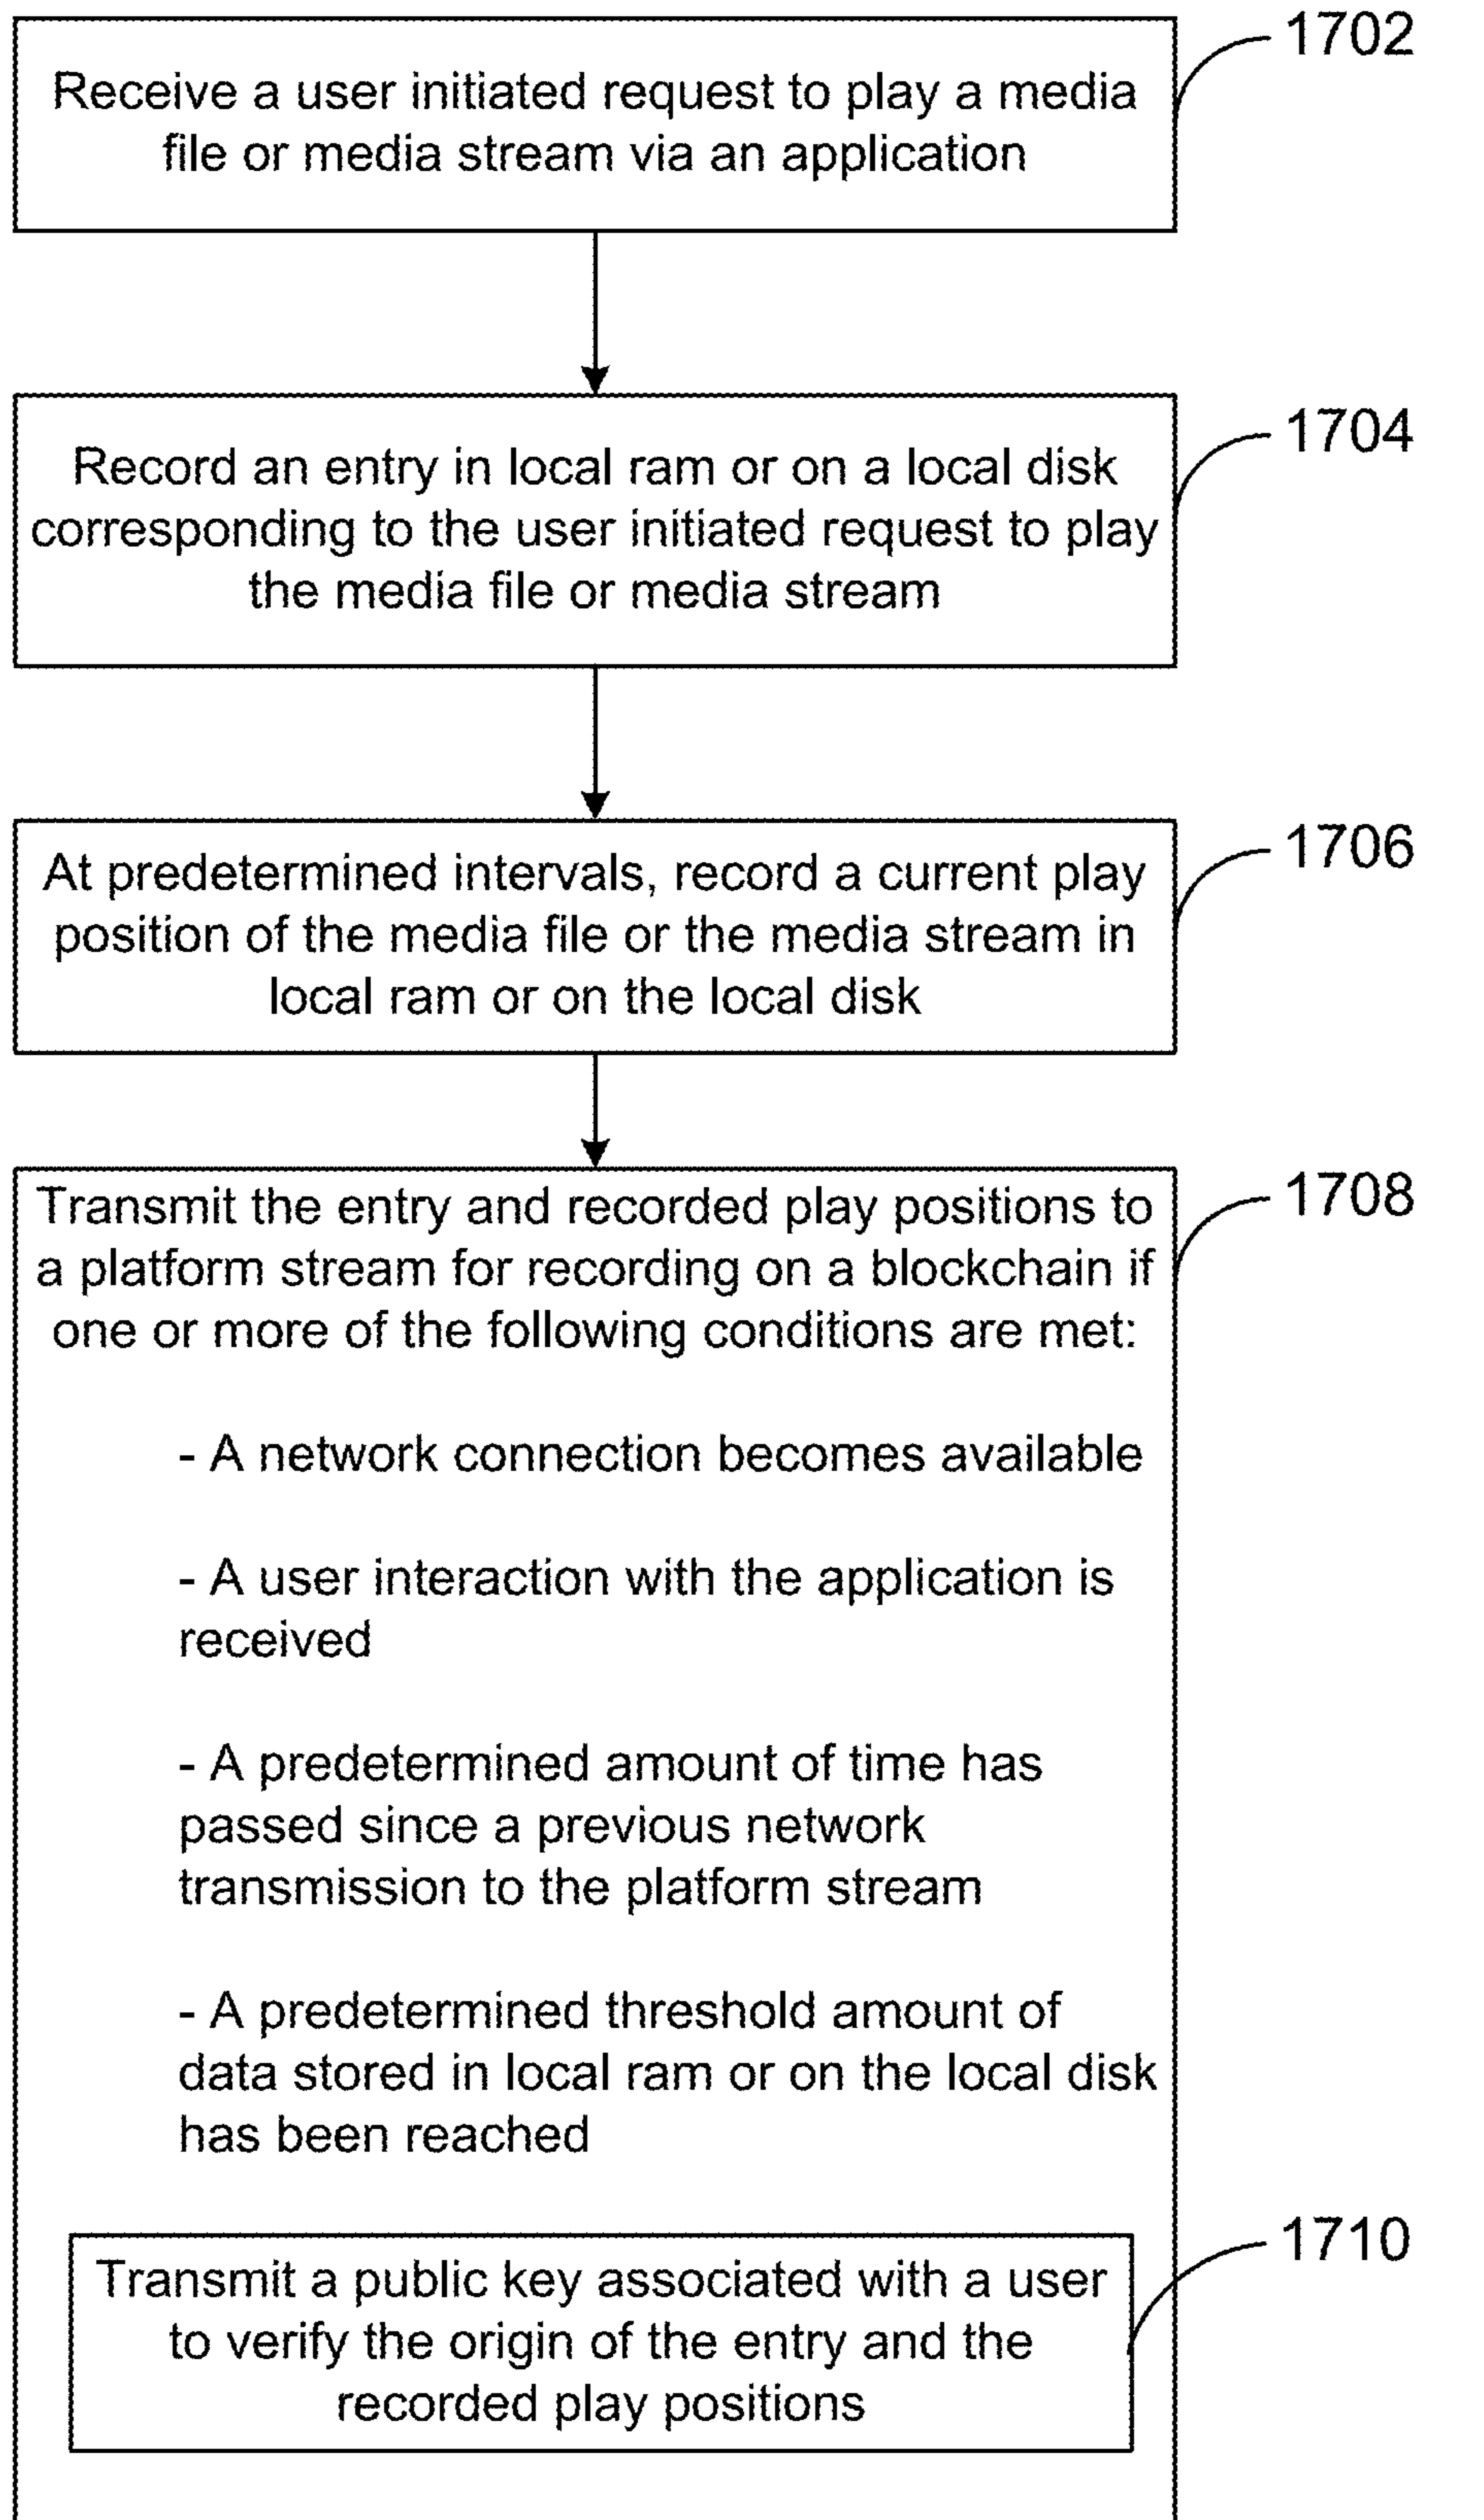 1702
Receive a user initiated request to play a media
file or media stream via an application
1704
Record an entry in local ram or on a local disk
corresponding to the user initiated request to play
the media file or media stream
1706
At predetermined intervals, record a current play
position of the media file or the media stream in
local ram or on the local disk
1708
Transmit the entry and recorded play positions to
a platform stream for recording on a blockchain if
one or more of the following conditions are met:
- A network connection becomes available
- A user interaction with the application is
received
- A predetermined amount of time has
passed since a previous network
transmission to the platform stream
- A predetermined threshold amount of
data stored in local ram or on the local disk
has been reached
1710
Transmit a public key associated with a user
to verify the origin of the entry and the
recorded play positions